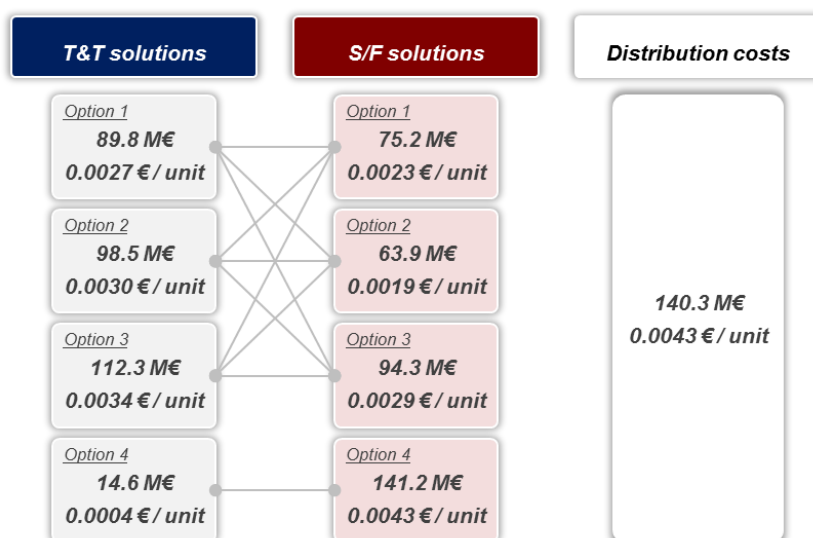 T&T solutions
S/F solutions
Distribution costs
Option 1
89.8 M€
0.0027 € / unit
Option 2
98.5 M€
0.0030 € / unit
Option 3
112.3 M€
0.0034 € / unit
Option 4
14.6 M€
0.0004 € / unit
Option 1
75.2 M€
0.0023 € / unit
Option 2
63.9 M€
0.0019 € / unit
Option 3
94.3 M€
0.0029 € / unit
Option 4
141.2 M€
0.0043 € / unit
140.3 M€
0.0043 € / unit